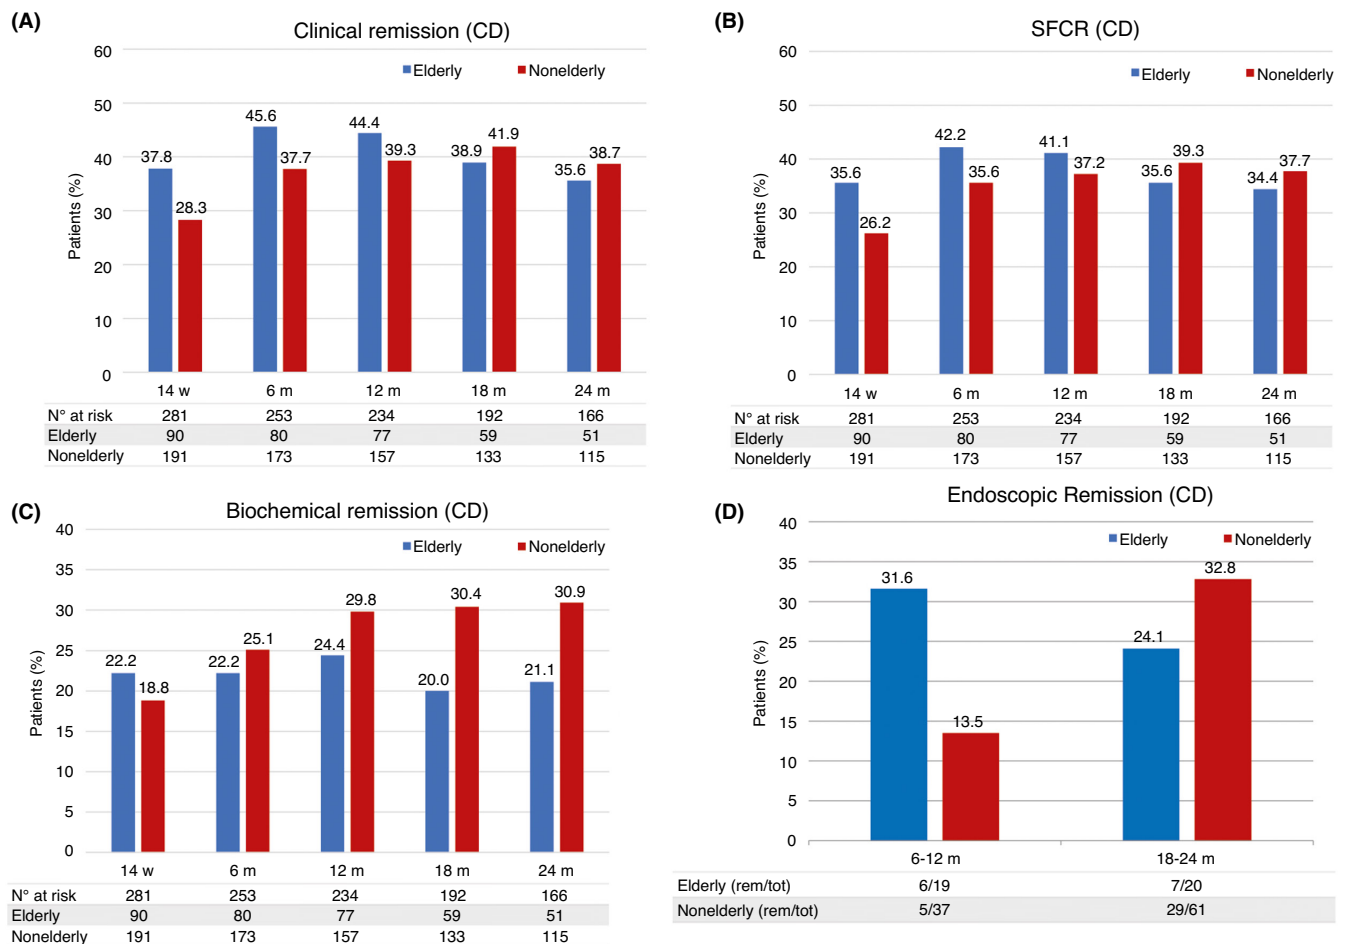 (A)
Clinical remission (CD)
Elderly Nonelderly
Patients (%)
60
50
40
30
20
10
0
37.8 28.3 45.6 37.7 44.4 39.3 38.9 41.9 35.6 38.7
14 w 6 m 12 m 18 m 24 m
N° at risk 281 253 234 192 166
Elderly 90 80 77 59 51
Nonelderly 191 173 157 133 115
(B)
SFCR (CD)
Elderly Nonelderly
Patients (%)
60
50
40
30
20
10
0
35.6 26.2 42.2 35.6 41.1 37.2 35.6 39.3 34.4 37.7
14 w 6 m 12 m 18 m 24 m
N° at risk 281 253 234 192 166
Elderly 90 80 77 59 51
Nonelderly 191 173 157 133 115
(C)
Biochemical remission (CD)
Elderly Nonelderly
Patients (%)
40
35
30
25
20
15
10
5
0
22.2 18.8 22.2 25.1 24.4 29.8 20.0 30.4 21.1 30.9
14 w 6 m 12 m 18 m 24 m
N° at risk 281 253 234 192 166
Elderly 90 80 77 59 51
Nonelderly 191 173 157 133 115
(D)
Endoscopic Remission (CD)
Elderly Nonelderly
Patients (%)
40
35
30
25
20
15
10
5
0
31.6 13.5 24.1 32.8
6-12 m 18-24 m
Elderly (rem/tot) 6/19 7/20
Nonelderly (rem/tot) 5/37 29/61